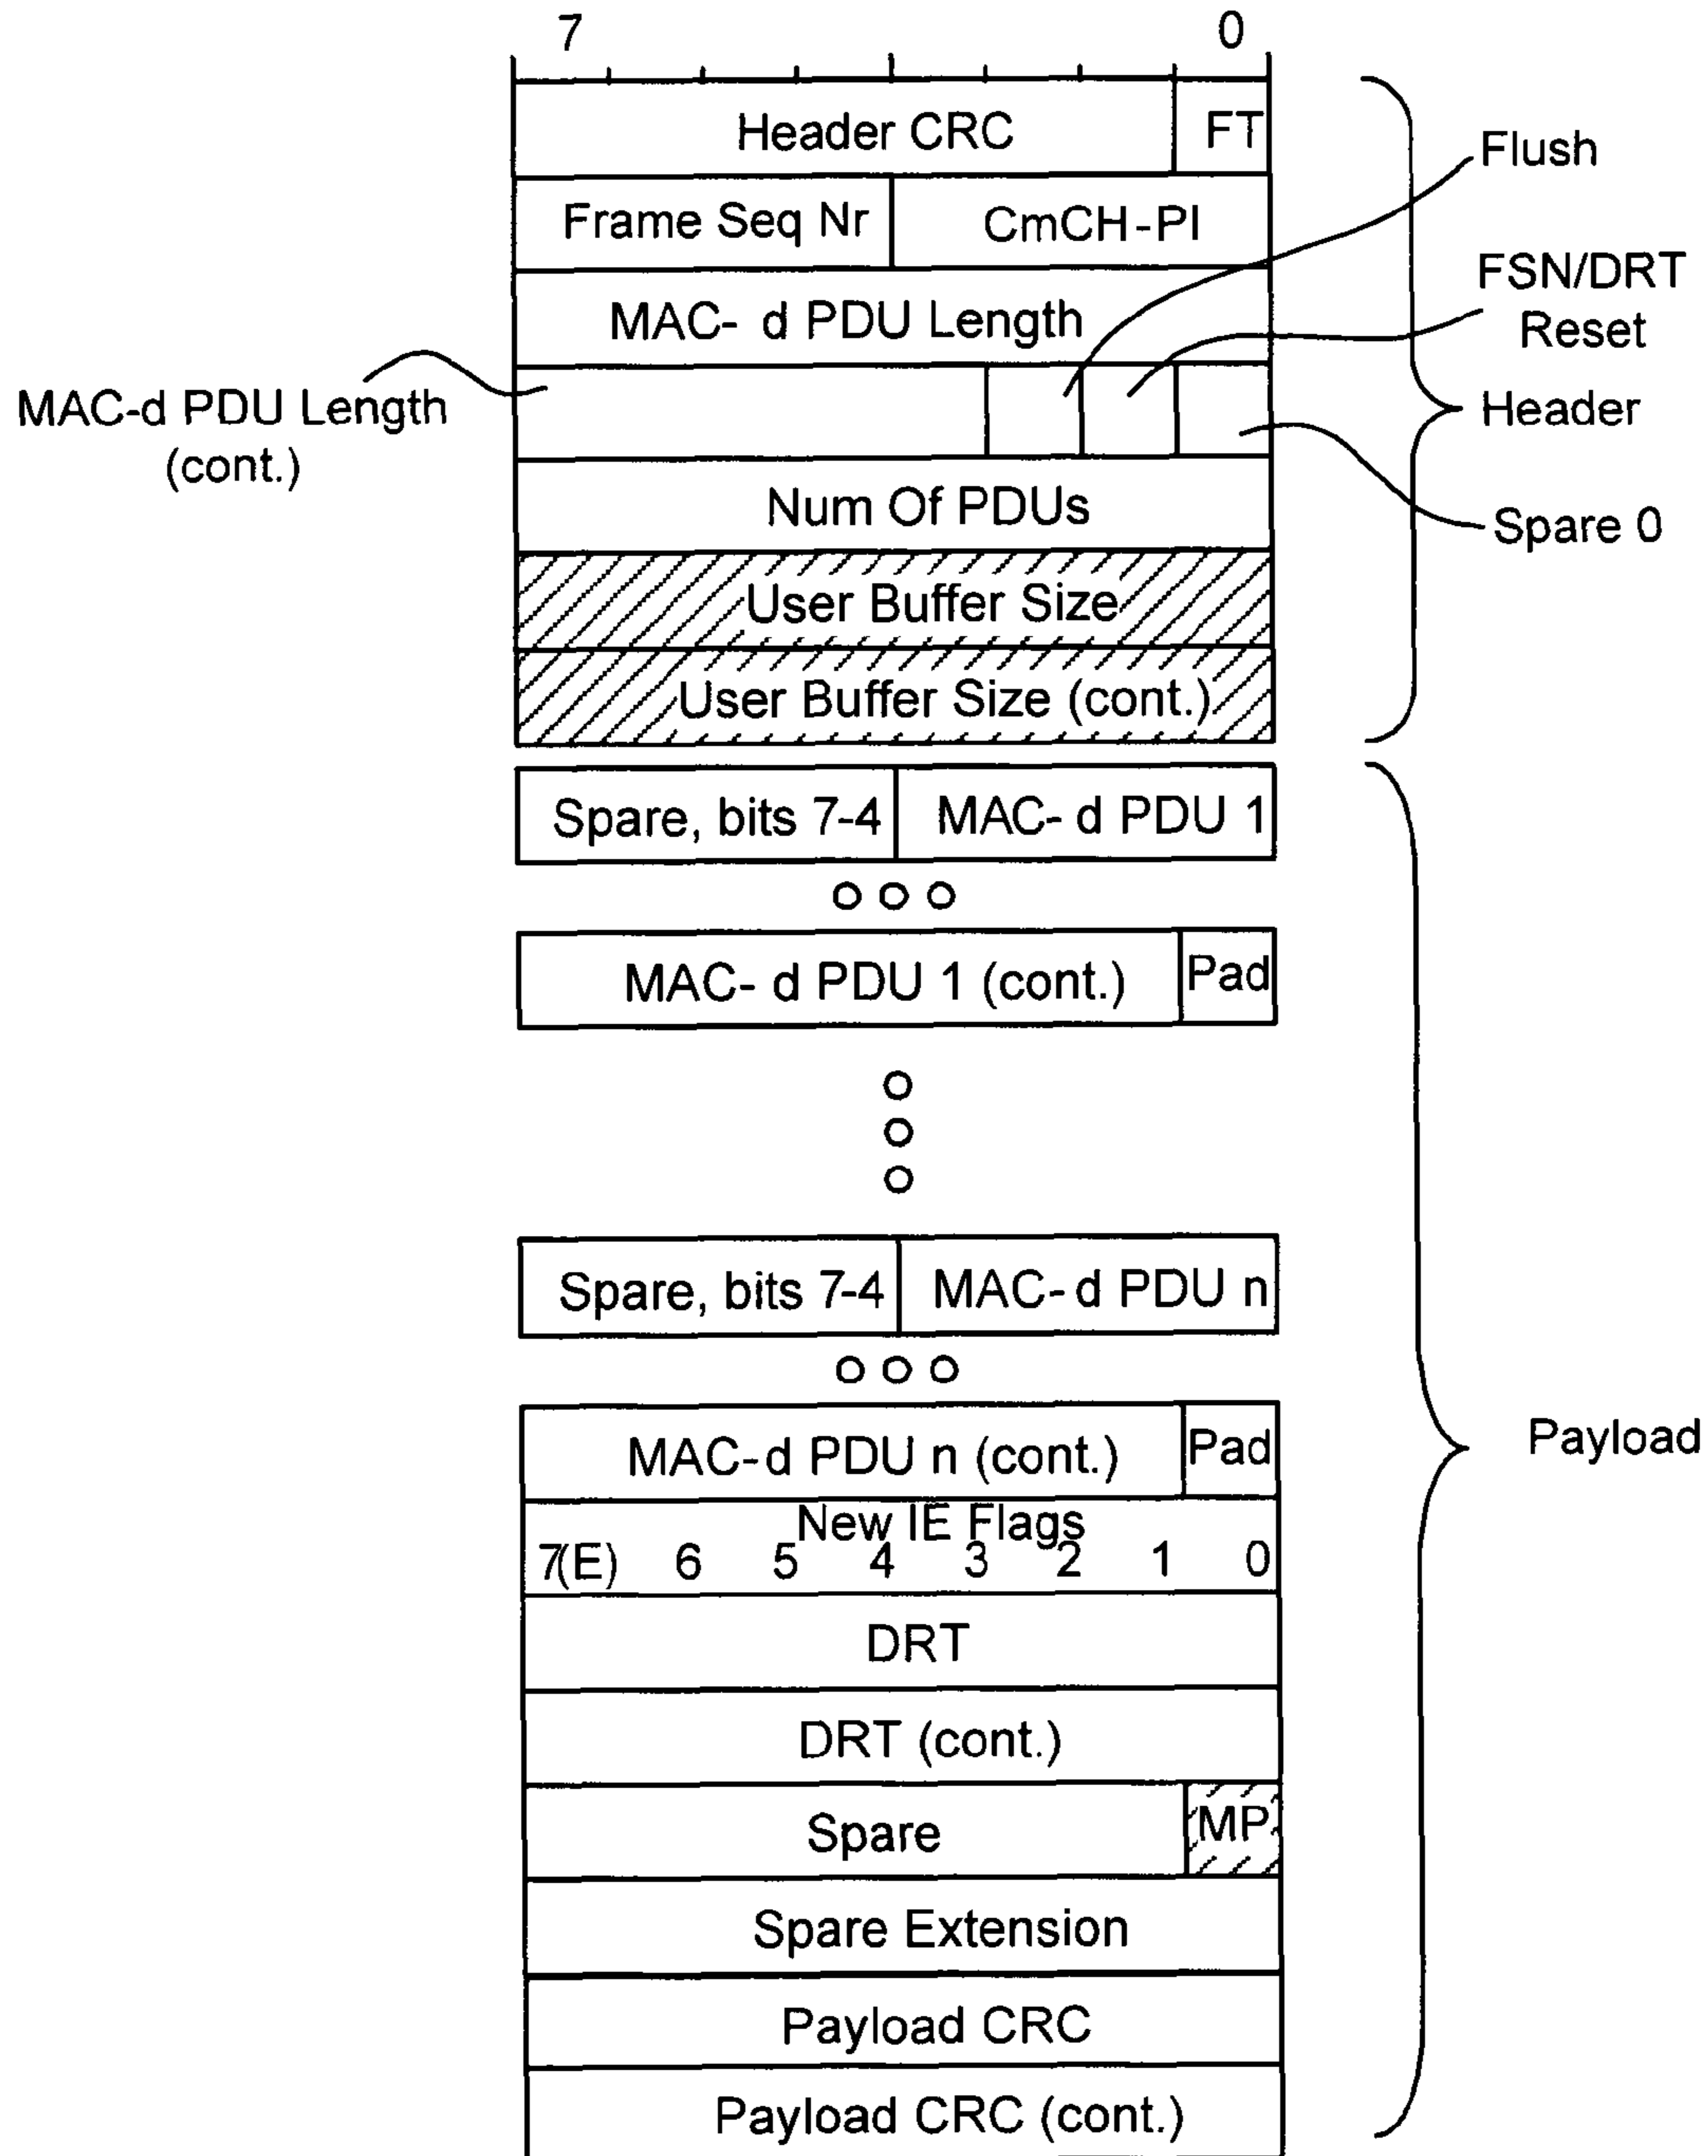 7 0
Header CRC FT
Flush
Frame Seq Nr CmCH-PI
FSN/DRT
Reset
MAC- d PDU Length
MAC-d PDU Length
(cont.)
Header
Num Of PDUs
Spare 0
User Buffer Size
User Buffer Size (cont.)
Spare, bits 7-4 MAC- d PDU 1
MAC- d PDU 1 (cont.) Pad
Spare, bits 7-4 MAC- d PDU n
MAC-d PDU n (cont.) Pad
Payload
New IE Flags
7(E) 6 5 4 3 2 1 0
DRT
DRT (cont.)
Spare MP
Spare Extension
Payload CRC
Payload CRC (cont.)